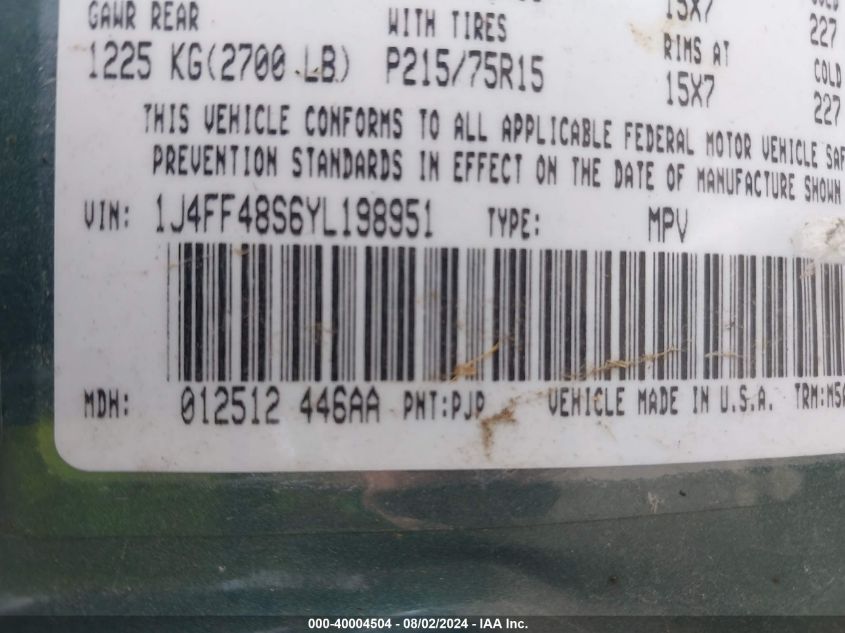 15X7
GAWR REAR WITH TIRES RIMS AT COLD
1225 KG(2700 LB) P215/75R15 15X7 227
THIS VEHICLE CONFORMS TO ALL APPLICABLE FEDERAL MOTOR VEHICLE SAF
PREVENTION STANDARDS IN EFFECT ON THE DATE OF MANUFACTURE SHOWN
VIN: 1J4FF48S6YL198951 TYPE: MPV
MDH: 012512 446AA PNT:PJP VEHICLE MADE IN U.S.A. TRM:M5
000-40004504 - 08/02/2024 - IAA Inc.